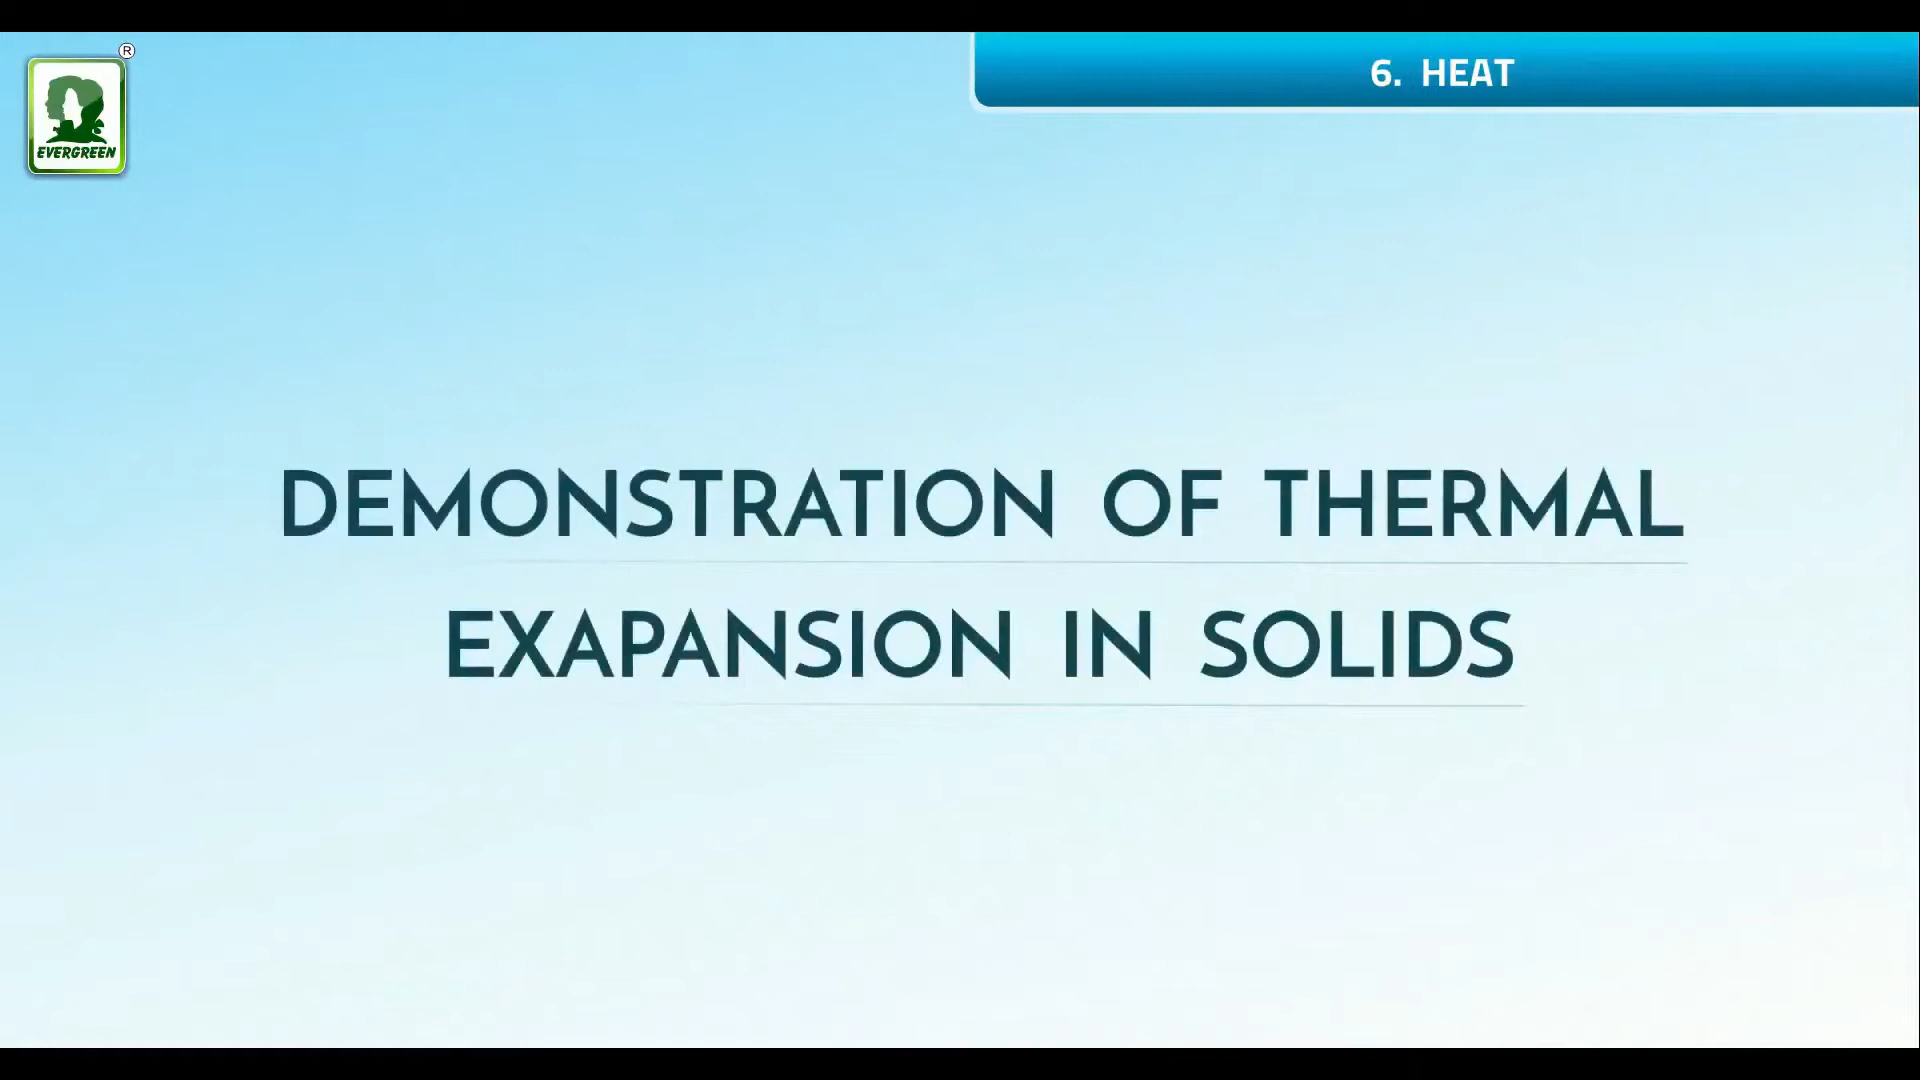 ®
EVERGREEN
6. HEAT
DEMONSTRATION OF THERMAL
EXAPANSION IN SOLIDS